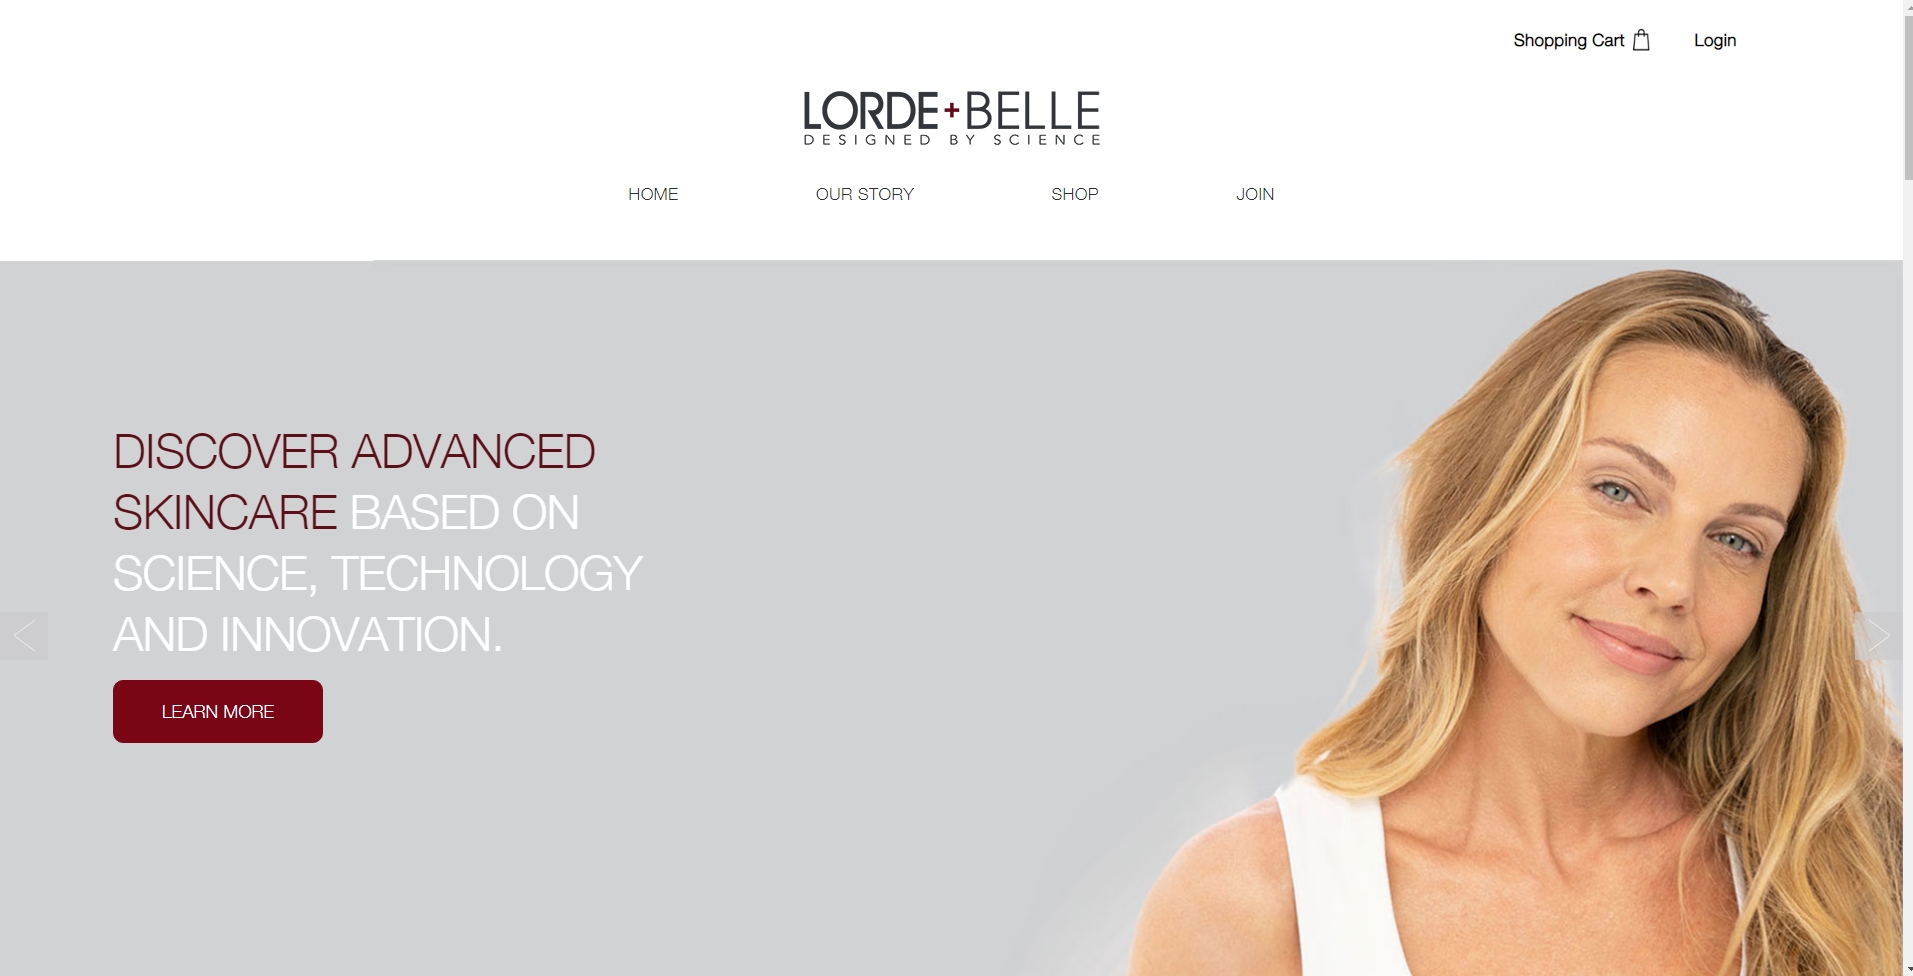 Shopping Cart
Login
LORDE+BELLE
DESIGNED BY SCIENCE
HOME
OUR STORY
SHOP
JOIN
DISCOVER ADVANCED
SKINCARE BASED ON
SCIENCE, TECHNOLOGY
AND INNOVATION.
LEARN MORE